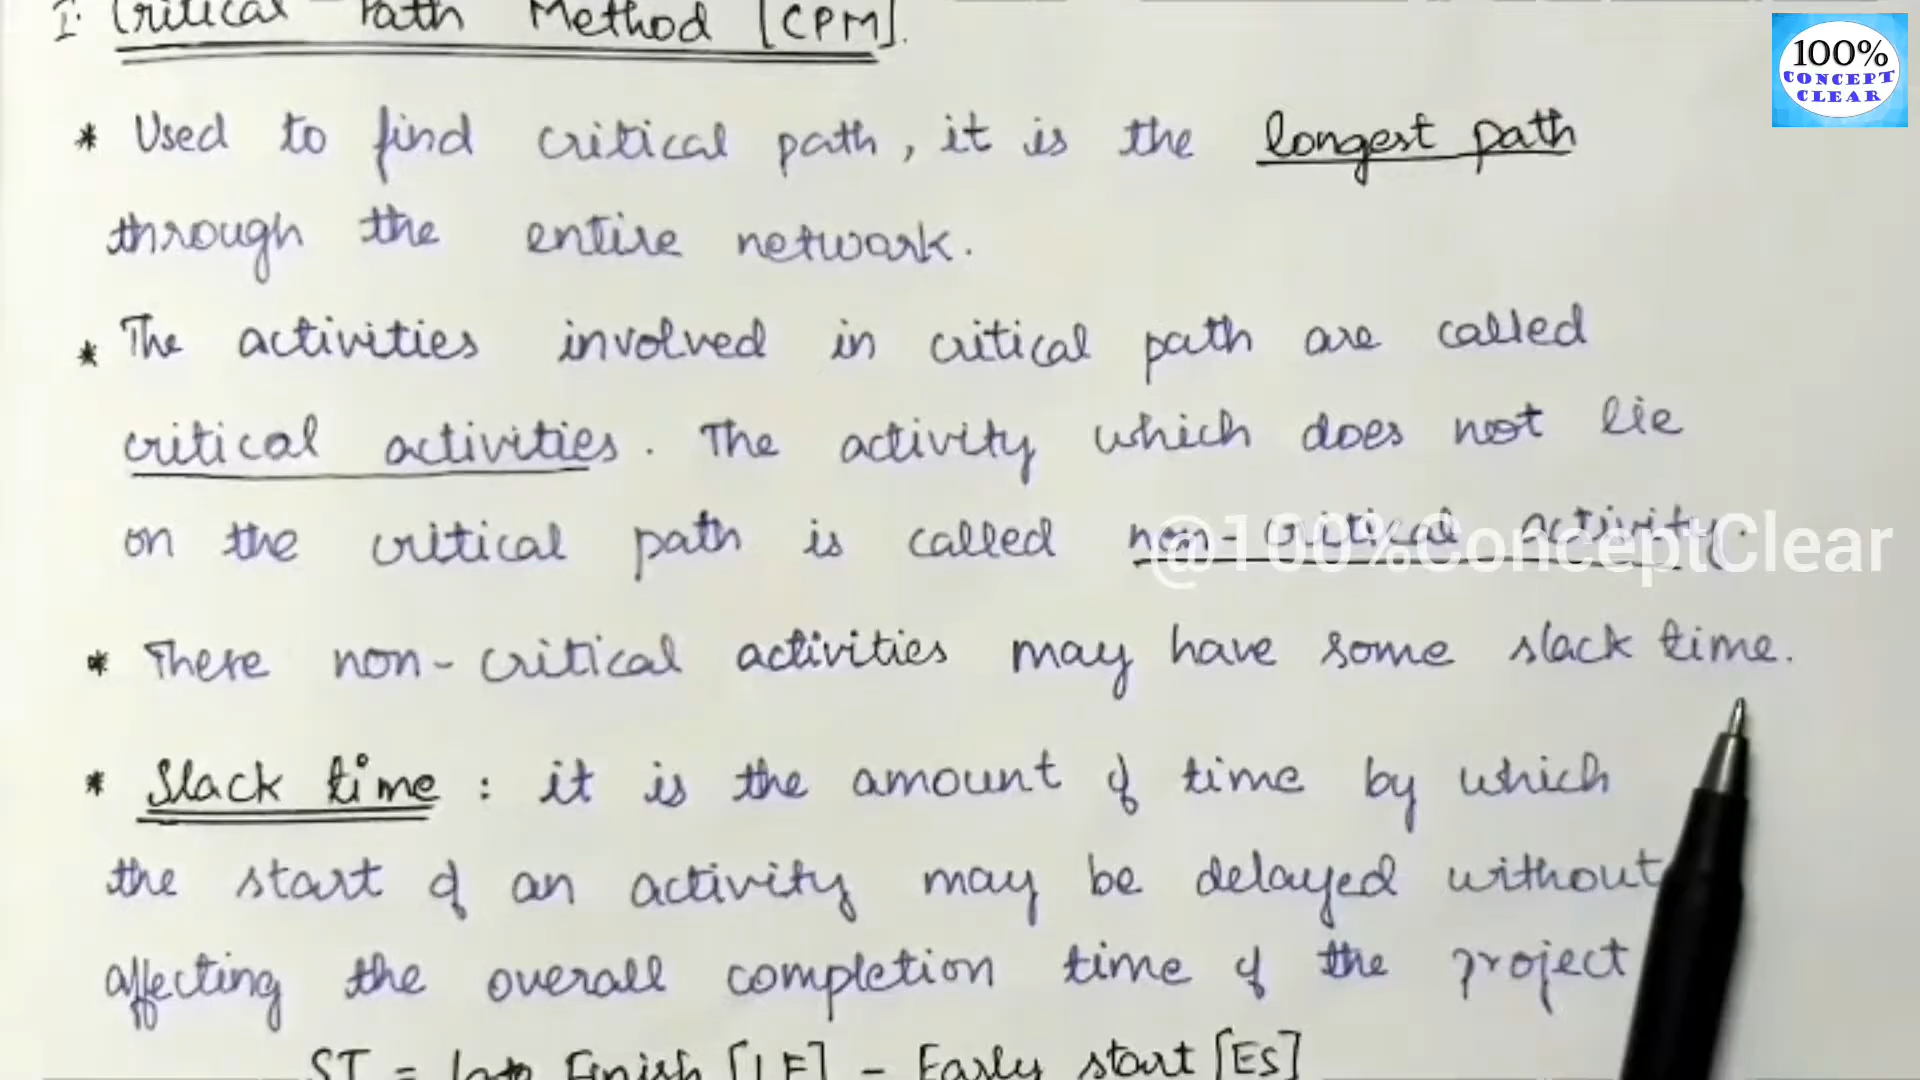 I. Critical Path Method [CPM].
100%
CONCEPT
CLEAR
* Used to find critical path, it is the longest path
through the entire network.
* The activities involved in critical path are called
critical activities. The activity which does not lie
on the critical path is called non-critical activity.
@100%ConceptClear
* These non-critical activities may have some slack time.
* Slack time : it is the amount of time by which
the start of an activity may be delayed without
affecting the overall completion time of the project
ST = Late Finish [LF] - Early start [ES]